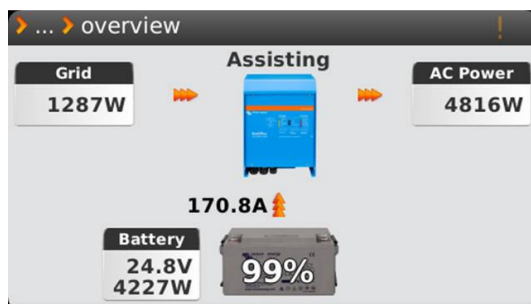 ... overview
!
Assisting
Grid
1287W
AC Power
4816W
170.8A
Battery
24.8V
4227W
99%